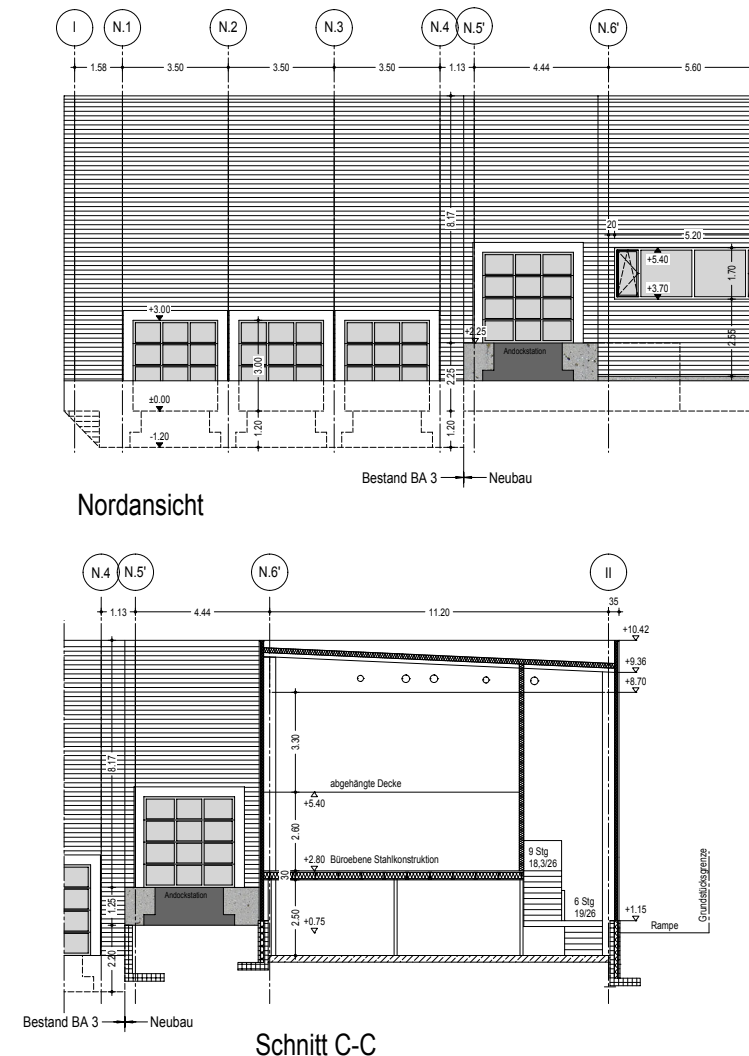 I N.1 N.2 N.3 N.4 N.5' N.6'
1.58 3.50 3.50 3.50 1.13 4.44 5.60
8.17
20
5.20
+5.40
1.70
+3.70
+3.00
+2.25
3.00
Andockstation
2.55
2.25
±0.00
-1.20
1.20
1.20
1.20
Bestand BA 3 Neubau
Nordansicht
N.4 N.5' N.6' II
1.13 4.44 11.20 35
+10.42
+9.36
+8.70
3.30
8.17
abgehängte Decke
+5.40
2.60
9 Stg
18,3/26
+2.80 Büroebene Stahlkonstruktion
30
Andockstation
6 Stg
19/26
1.25
2.50
+0.75
+1.15
Rampe
Grundstücksgrenze
2.20
Bestand BA 3 Neubau
Schnitt C-C